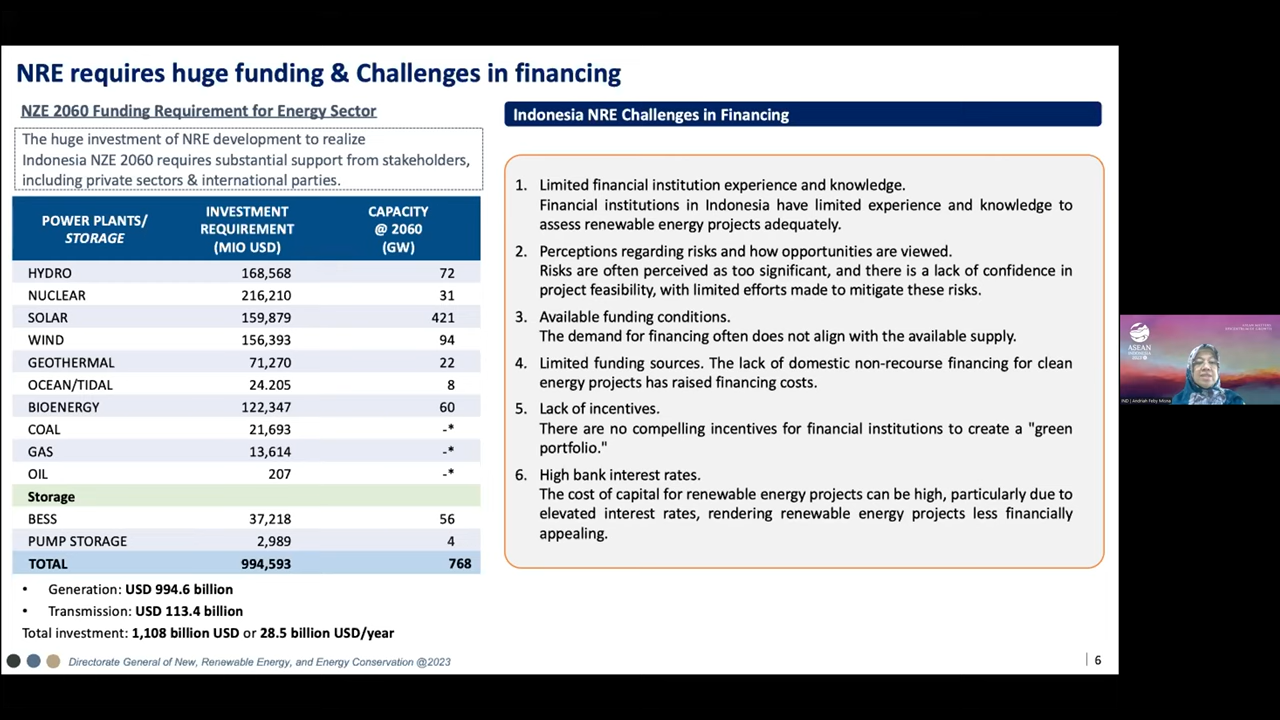 NRE requires huge funding & Challenges in financing
NZE 2060 Funding Requirement for Energy Sector
The huge investment of NRE development to realize
Indonesia NZE 2060 requires substantial support from stakeholders,
including private sectors & international parties.
POWER PLANTS/ STORAGE INVESTMENT REQUIREMENT (MIO USD) CAPACITY @ 2060 (GW)
HYDRO 168,568 72
NUCLEAR 216,210 31
SOLAR 159,879 421
WIND 156,393 94
GEOTHERMAL 71,270 22
OCEAN/TIDAL 24.205 8
BIOENERGY 122,347 60
COAL 21,693 -*
GAS 13,614 -*
OIL 207 -*
Storage
BESS 37,218 56
PUMP STORAGE 2,989 4
TOTAL 994,593 768
• Generation: USD 994.6 billion
• Transmission: USD 113.4 billion
Total investment: 1,108 billion USD or 28.5 billion USD/year
Indonesia NRE Challenges in Financing
1. Limited financial institution experience and knowledge.
Financial institutions in Indonesia have limited experience and knowledge to
assess renewable energy projects adequately.
2. Perceptions regarding risks and how opportunities are viewed.
Risks are often perceived as too significant, and there is a lack of confidence in
project feasibility, with limited efforts made to mitigate these risks.
3. Available funding conditions.
The demand for financing often does not align with the available supply.
4. Limited funding sources. The lack of domestic non-recourse financing for clean
energy projects has raised financing costs.
5. Lack of incentives.
There are no compelling incentives for financial institutions to create a "green
portfolio."
6. High bank interest rates.
The cost of capital for renewable energy projects can be high, particularly due to
elevated interest rates, rendering renewable energy projects less financially
appealing.
Directorate General of New, Renewable Energy, and Energy Conservation @2023
6
ASEAN
INDONESIA
IND | Andriah Feby Misna